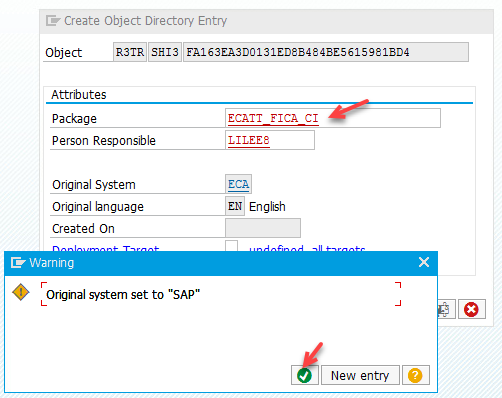 Create Object Directory Entry
Object R3TR SHI3 FA163EA3D0131ED8B484BE5615981BD4
Attributes
Package ECATT_FICA_CI
Person Responsible LILEE8
Original System ECA
Original language EN English
Created On
Deployment Target undefined, all targets
Warning
Original system set to "SAP"
New entry